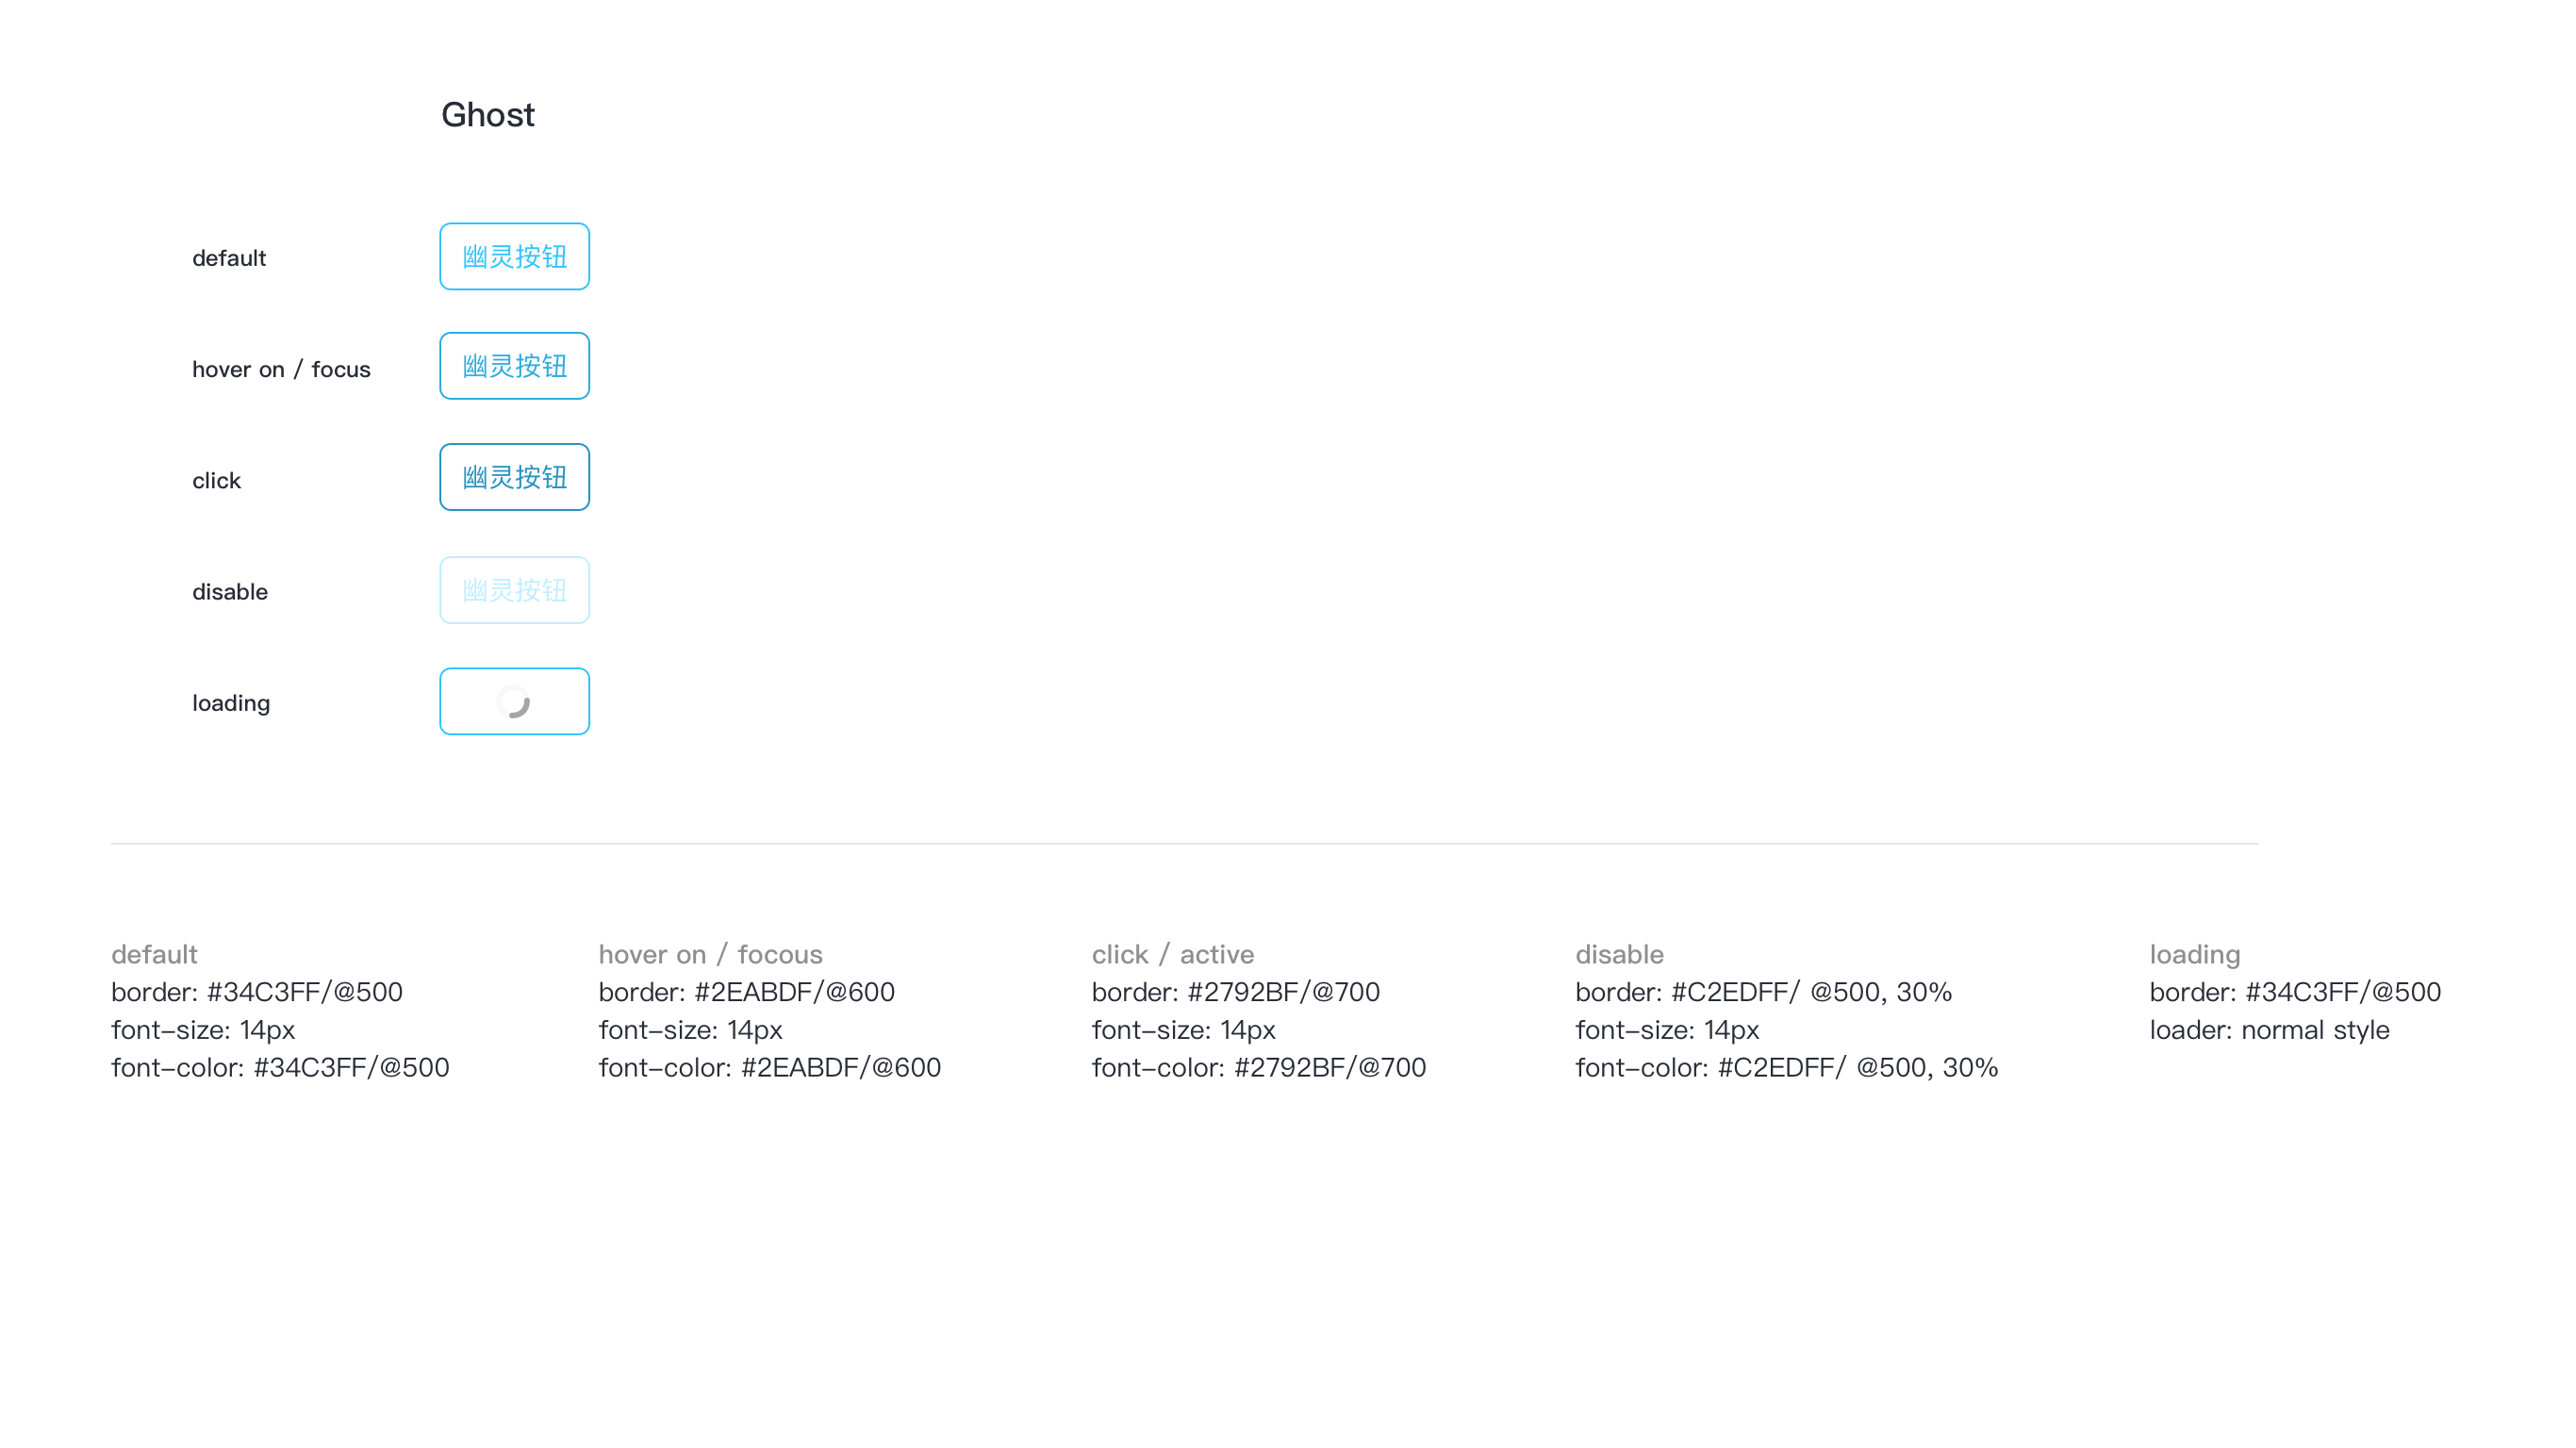 Ghost
default
幽灵按钮
hover on / focus
幽灵按钮
click
幽灵按钮
disable
幽灵按钮
loading
default
border: #34C3FF/@500
font-size: 14px
font-color: #34C3FF/@500
hover on / focous
border: #2EABDF/@600
font-size: 14px
font-color: #2EABDF/@600
click / active
border: #2792BF/@700
font-size: 14px
font-color: #2792BF/@700
disable
border: #C2EDFF/ @500, 30%
font-size: 14px
font-color: #C2EDFF/ @500, 30%
loading
border: #34C3FF/@500
loader: normal style